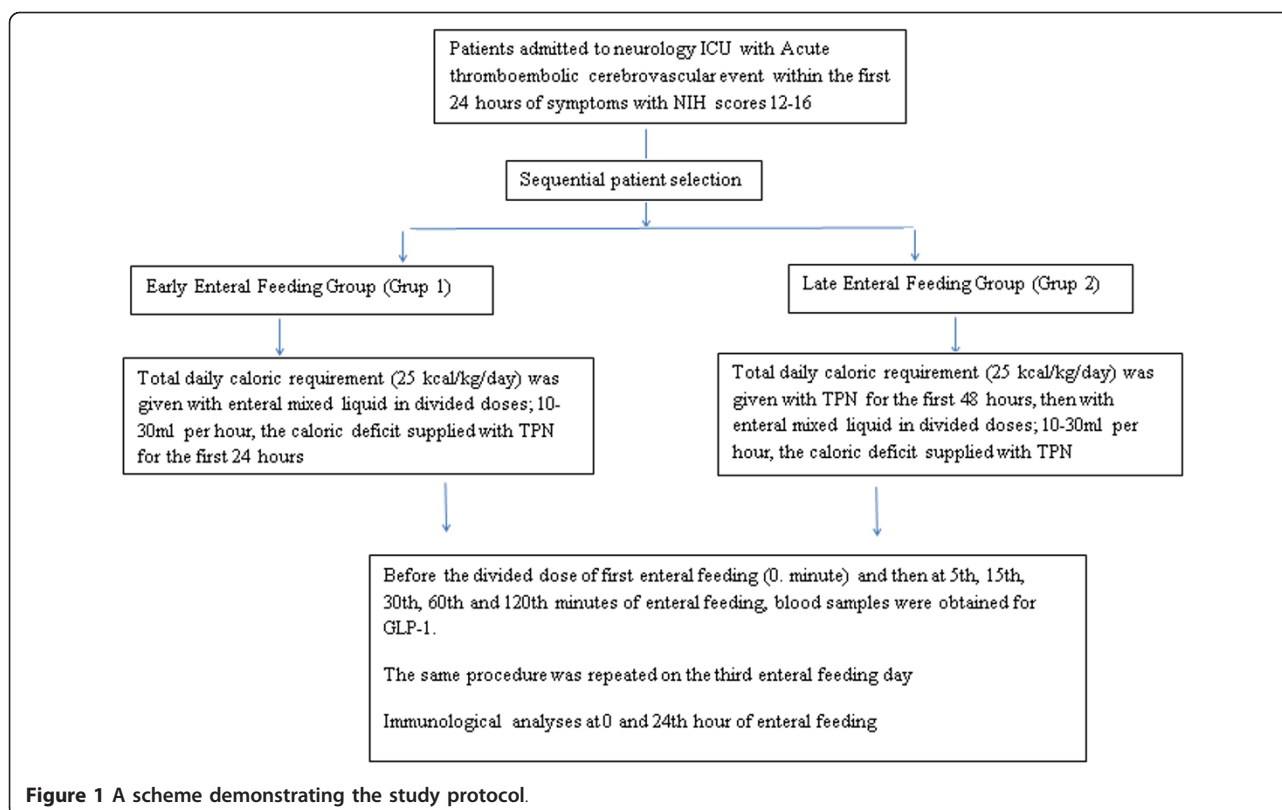 Patients admitted to neurology ICU with Acute
thromboembolic cerebrovascular event within the first
24 hours of symptoms with NIH scores 12-16
Sequential patient selection
Early Enteral Feeding Group (Grup 1)
Late Enteral Feeding Group (Grup 2)
Total daily caloric requirement (25 kcal/kg/day) was
given with enteral mixed liquid in divided doses; 10-
30ml per hour, the caloric deficit supplied with TPN
for the first 24 hours
Total daily caloric requirement (25 kcal/kg/day) was
given with TPN for the first 48 hours, then with
enteral mixed liquid in divided doses; 10-30ml per
hour, the caloric deficit supplied with TPN
Before the divided dose of first enteral feeding (0. minute) and then at 5th, 15th,
30th, 60th and 120th minutes of enteral feeding, blood samples were obtained for
GLP-1.
The same procedure was repeated on the third enteral feeding day
Immunological analyses at 0 and 24th hour of enteral feeding
Figure 1 A scheme demonstrating the study protocol.